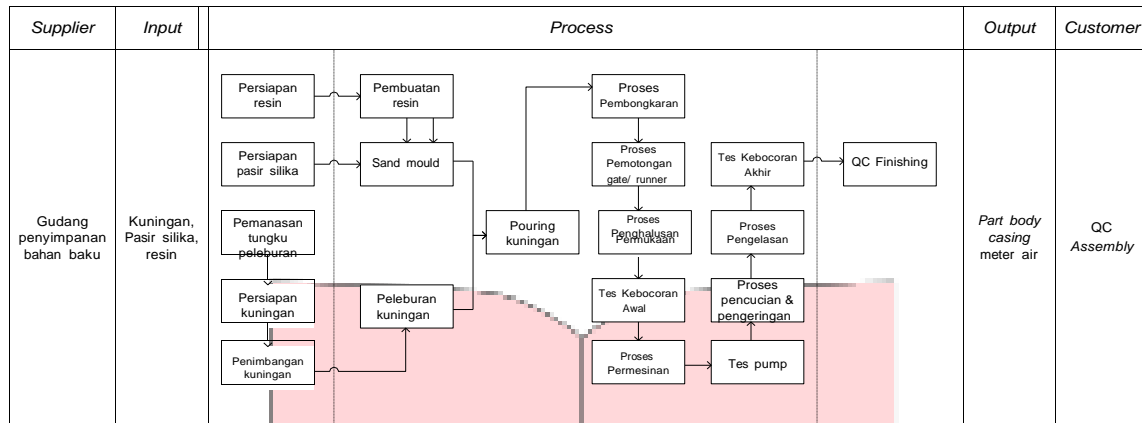 Supplier
Input
Process
Output
Customer
Gudang
penyimpanan
bahan baku
Kuningan,
Pasir silika,
resin
Persiapan
resin
Pembuatan
resin
Persiapan
pasir silika
Sand mould
Pemanasan
tungku
peleburan
Persiapan
kuningan
Penimbangan
kuningan
Peleburan
kuningan
Pouring
kuningan
Proses
Pembongkaran
Proses
Pemotongan
gate/ runner
Proses
Penghalusan
Permukaan
Tes Kebocoran
Awal
Proses
Permesinan
Tes pump
Proses
pencucian &
pengeringan
Proses
Pengelasan
Tes Kebocoran
Akhir
QC Finishing
Part body
casing
meter air
QC
Assembly